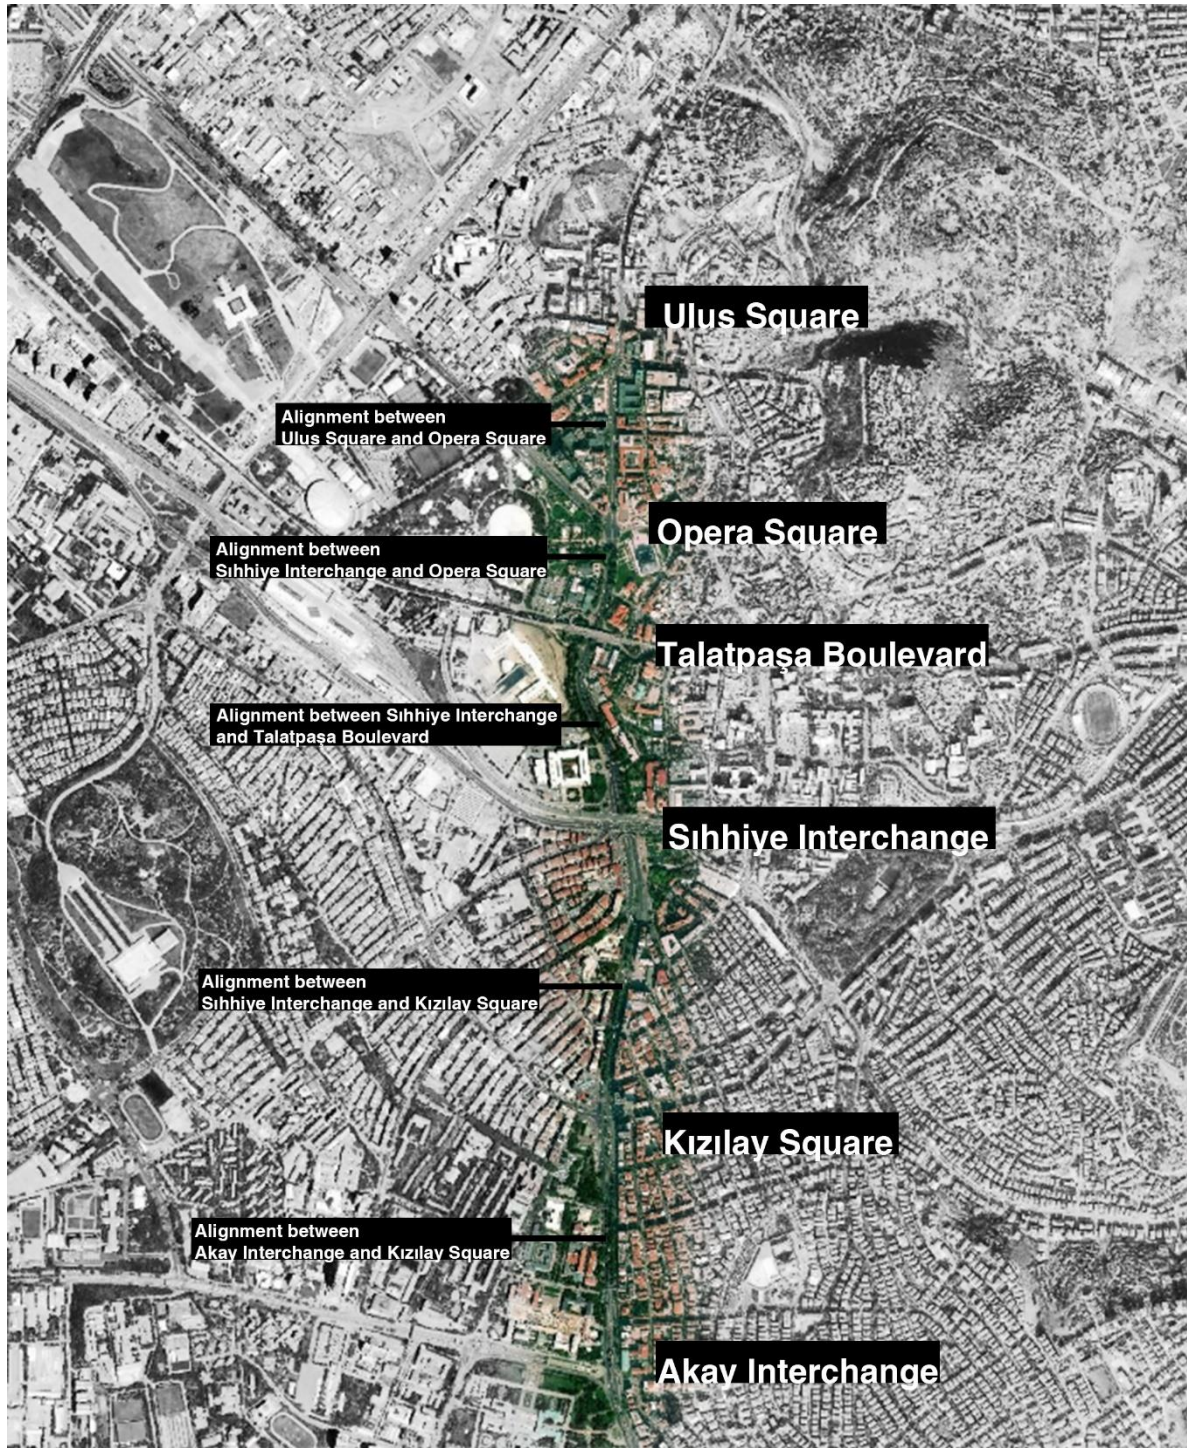 Ulus Square
Alignment between
Ulus Square and Opera Square
Opera Square
Alignment between
Sıhhiye Interchange and Opera Square
Talatpaşa Boulevard
Alignment between Sıhhiye Interchange
and Talatpaşa Boulevard
Sıhhiye Interchange
Alignment between
Sıhhiye Interchange and Kızılay Square
Kızılay Square
Alignment between
Akay Interchange and Kızılay Square
Akay Interchange